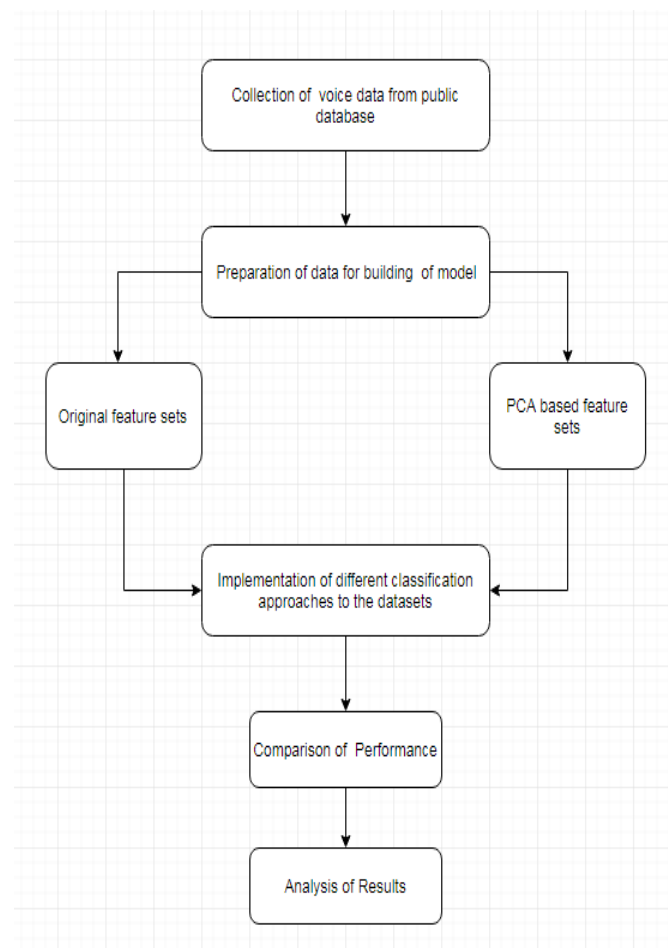 Collection of voice data from public
database
Preparation of data for building of model
Original feature sets
PCA based feature
sets
Implementation of different classification
approaches to the datasets
Comparison of Performance
Analysis of Results